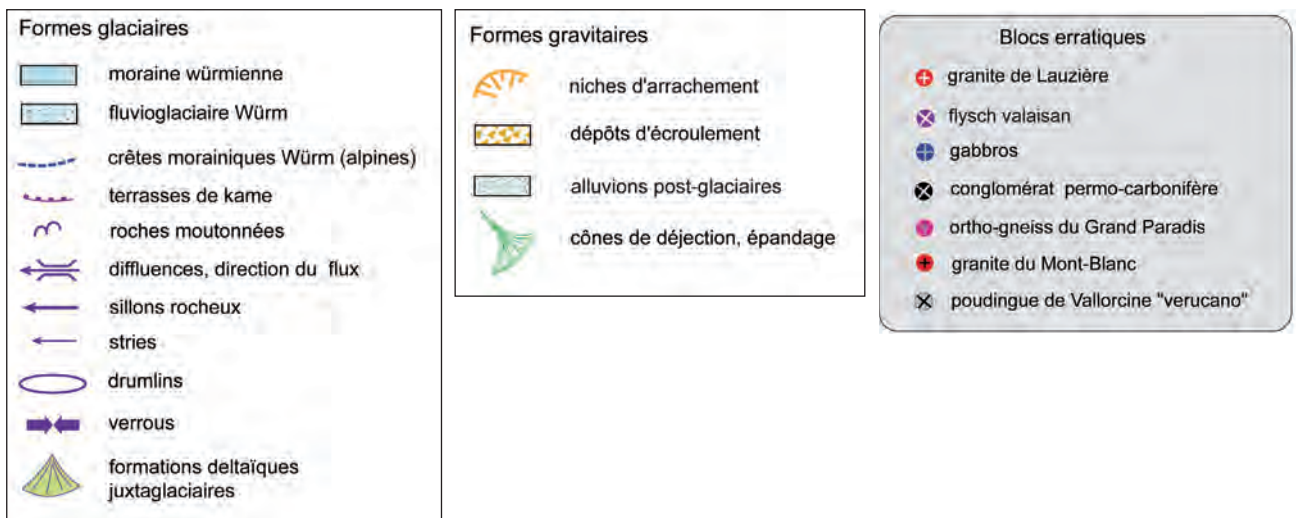 Formes glaciaires
moraine würmienne
fluvioglaciaire Würm
crêtes morainiques Würm (alpines)
terrasses de kame
roches moutonnées
diffluences, direction du flux
sillons rocheux
stries
drumlins
verrous
formations deltaïques
juxtaglaciaires
Formes gravitaires
niches d'arrachement
dépôts d'écroulement
alluvions post-glaciaires
cônes de déjection, épandage
Blocs erratiques
granite de Lauzière
flysch valaisan
gabbros
conglomérat permo-carbonifère
ortho-gneiss du Grand Paradis
granite du Mont-Blanc
poudingue de Vallorcine "verucano"